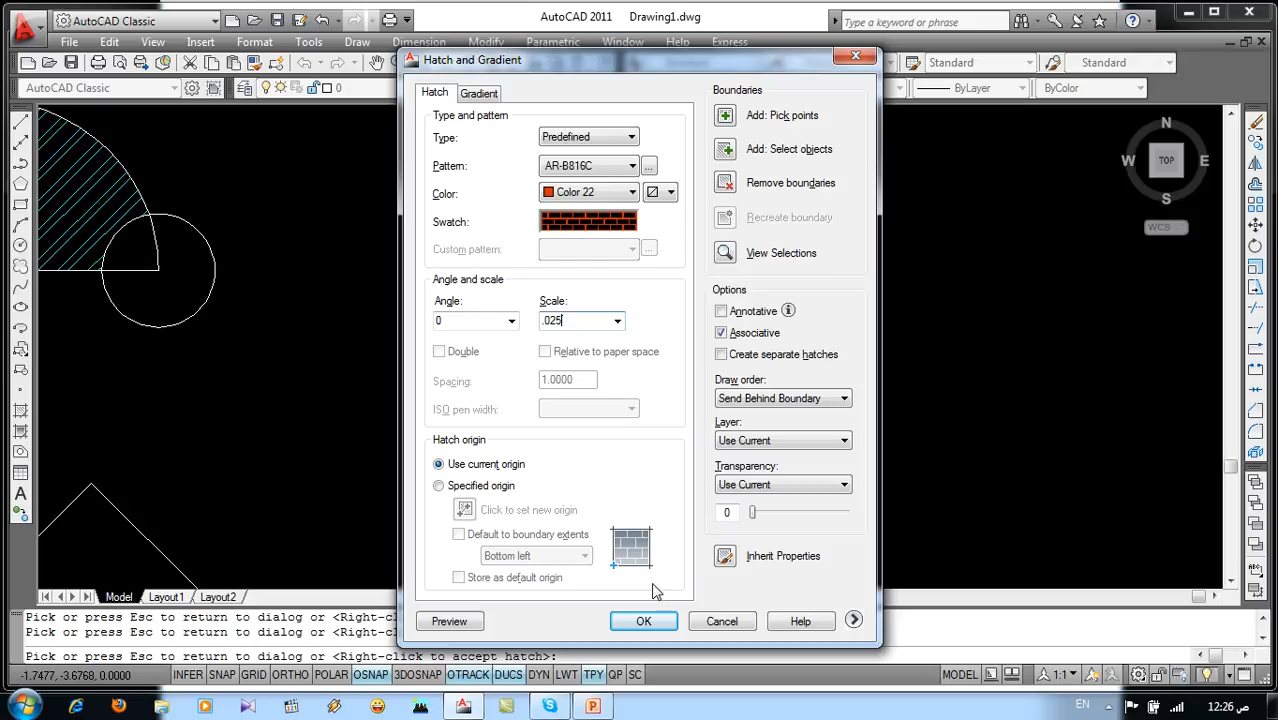 AutoCAD Classic
AutoCAD 2011 Drawing1.dwg
Type a keyword or phrase
File Edit View Insert Format Tools Draw Dimension Modify Parametric Window Help Express
Standard Standard
AutoCAD Classic 0 ByLayer ByColor
Hatch and Gradient
Hatch Gradient
Type and pattern
Type: Predefined
Pattern: AR-B816C ...
Color: Color 22
Swatch:
Custom pattern: ...
Angle and scale
Angle: Scale:
0 .025
Double Relative to paper space
Spacing: 1.0000
ISO pen width:
Hatch origin
Use current origin
Specified origin
Click to set new origin
Default to boundary extents
Bottom left
Store as default origin
Boundaries
Add: Pick points
Add: Select objects
Remove boundaries
Recreate boundary
View Selections
Options
Annotative
Associative
Create separate hatches
Draw order:
Send Behind Boundary
Layer:
Use Current
Transparency:
Use Current
0
Inherit Properties
Preview OK Cancel Help
N
W TOP E
S
WCS
A
Model Layout1 Layout2
Pick or press Esc to return to dialog or <Right-cl
Pick or press Esc to return to dialog or <Right-cl
Pick or press Esc to return to dialog or <Right-click to accept hatch>:
-1.7477, -3.6768, 0.0000 INFER SNAP GRID ORTHO POLAR OSNAP 3DOSNAP OTRACK DUCS DYN LWT TPY QP SC MODEL 1:1
EN 12:26 ص